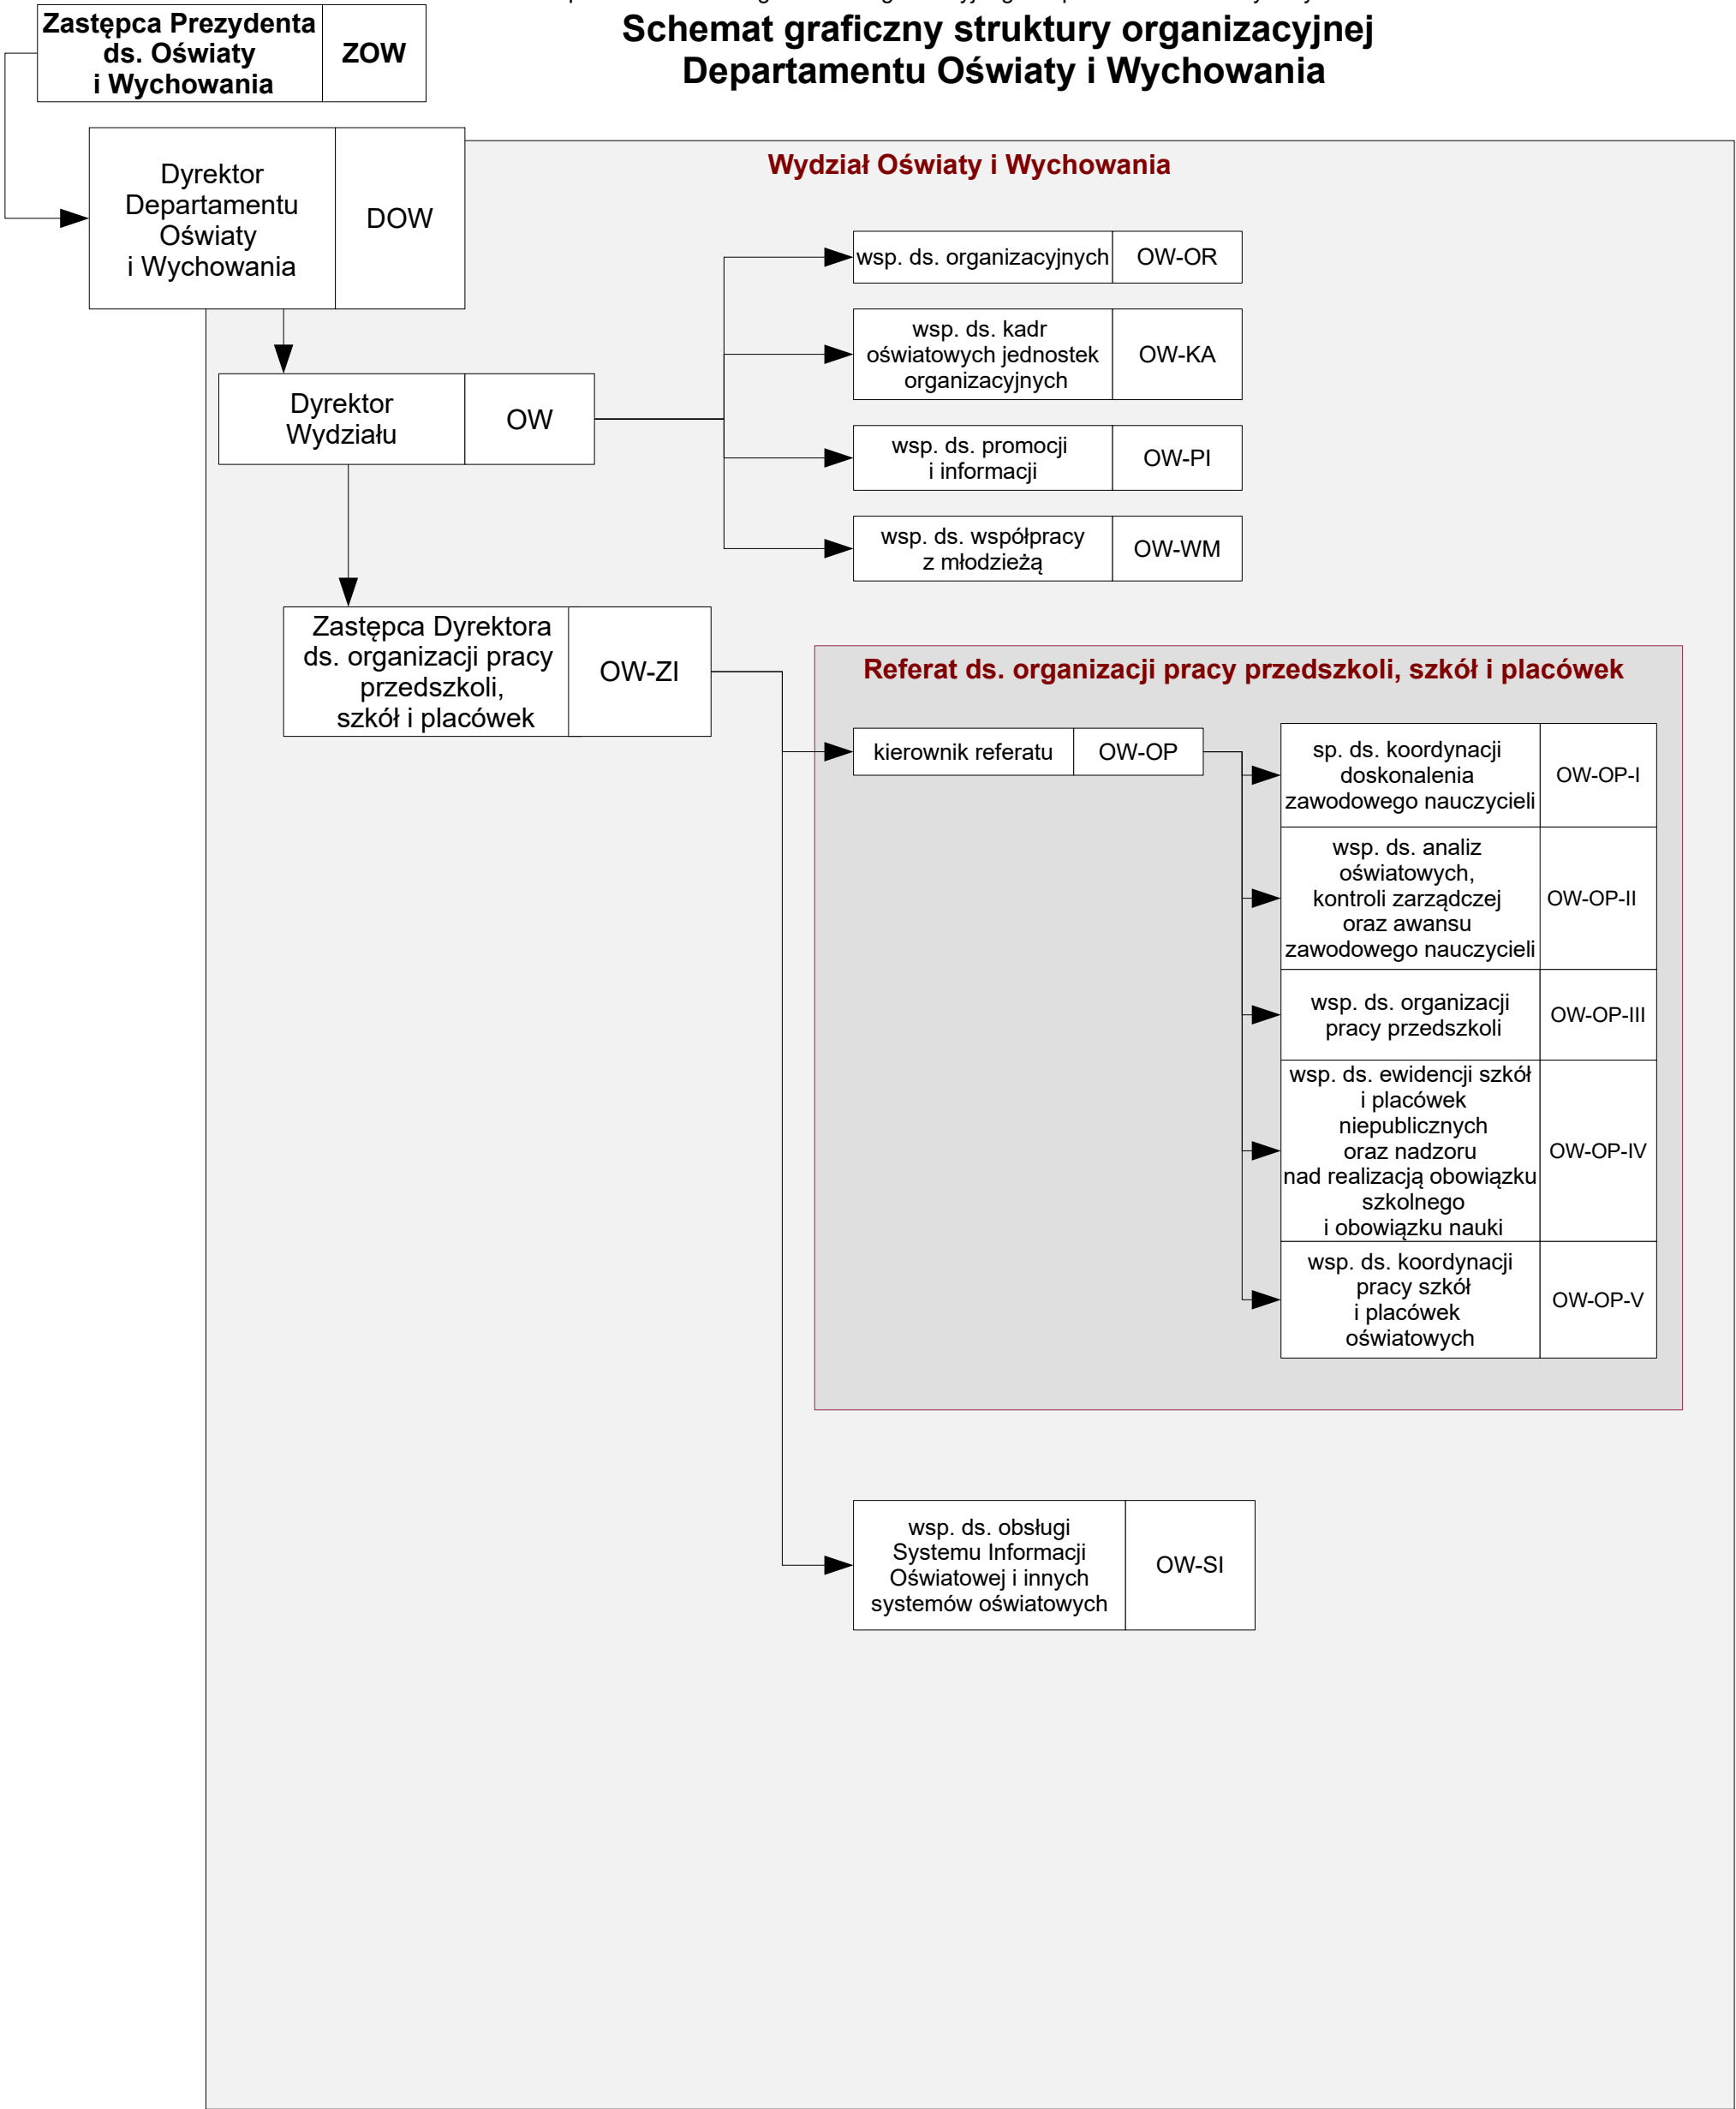 Schemat graficzny struktury organizacyjnej
Departamentu Oświaty i Wychowania
Zastępca Prezydenta
ds. Oświaty
i Wychowania
ZOW
Dyrektor
Departamentu
Oświaty
i Wychowania
DOW
Wydział Oświaty i Wychowania
wsp. ds. organizacyjnych
OW-OR
wsp. ds. kadr
oświatowych jednostek
organizacyjnych
OW-KA
Dyrektor
Wydziału
OW
wsp. ds. promocji
i informacji
OW-PI
wsp. ds. współpracy
z młodzieżą
OW-WM
Zastępca Dyrektora
ds. organizacji pracy
przedszkoli,
szkół i placówek
OW-ZI
Referat ds. organizacji pracy przedszkoli, szkół i placówek
kierownik referatu
OW-OP
sp. ds. koordynacji
doskonalenia
zawodowego nauczycieli
OW-OP-I
wsp. ds. analiz
oświatowych,
kontroli zarządczej
oraz awansu
zawodowego nauczycieli
OW-OP-II
wsp. ds. organizacji
pracy przedszkoli
OW-OP-III
wsp. ds. ewidencji szkół
i placówek
niepublicznych
oraz nadzoru
nad realizacją obowiązku
szkolnego
i obowiązku nauki
OW-OP-IV
wsp. ds. koordynacji
pracy szkół
i placówek
oświatowych
OW-OP-V
wsp. ds. obsługi
Systemu Informacji
Oświatowej i innych
systemów oświatowych
OW-SI